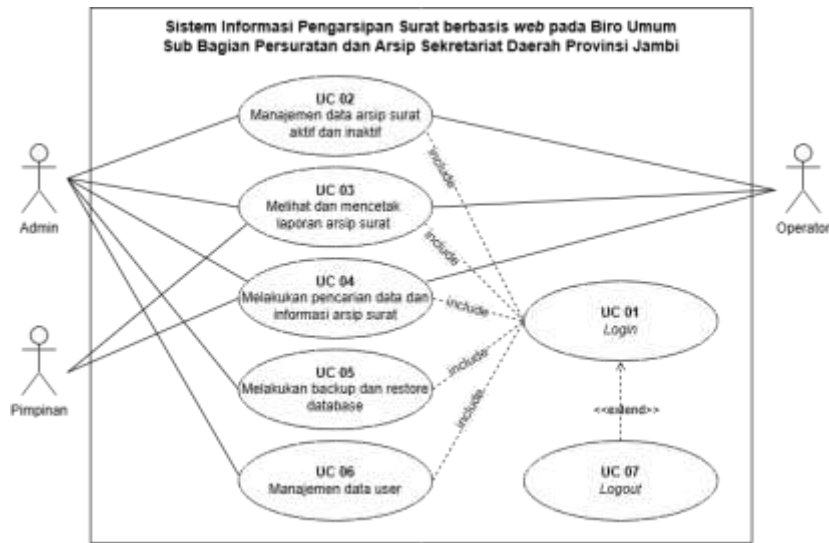 Sistem Informasi Pengarsipan Surat berbasis web pada Biro Umum
Sub Bagian Persuratan dan Arsip Sekretariat Daerah Provinsi Jambi
UC 02
Manajemen data arsip surat
aktif dan inaktif
include
Admin
UC 03
Melihat dan mencetak
laporan arsip surat
include
Operator
UC 04
Melakukan pencarian data dan
informasi arsip surat
include
UC 01
Login
Pimpinan
UC 05
Melakukan backup dan restore
database
include
<<extend>>
UC 06
Manajemen data user
include
UC 07
Logout